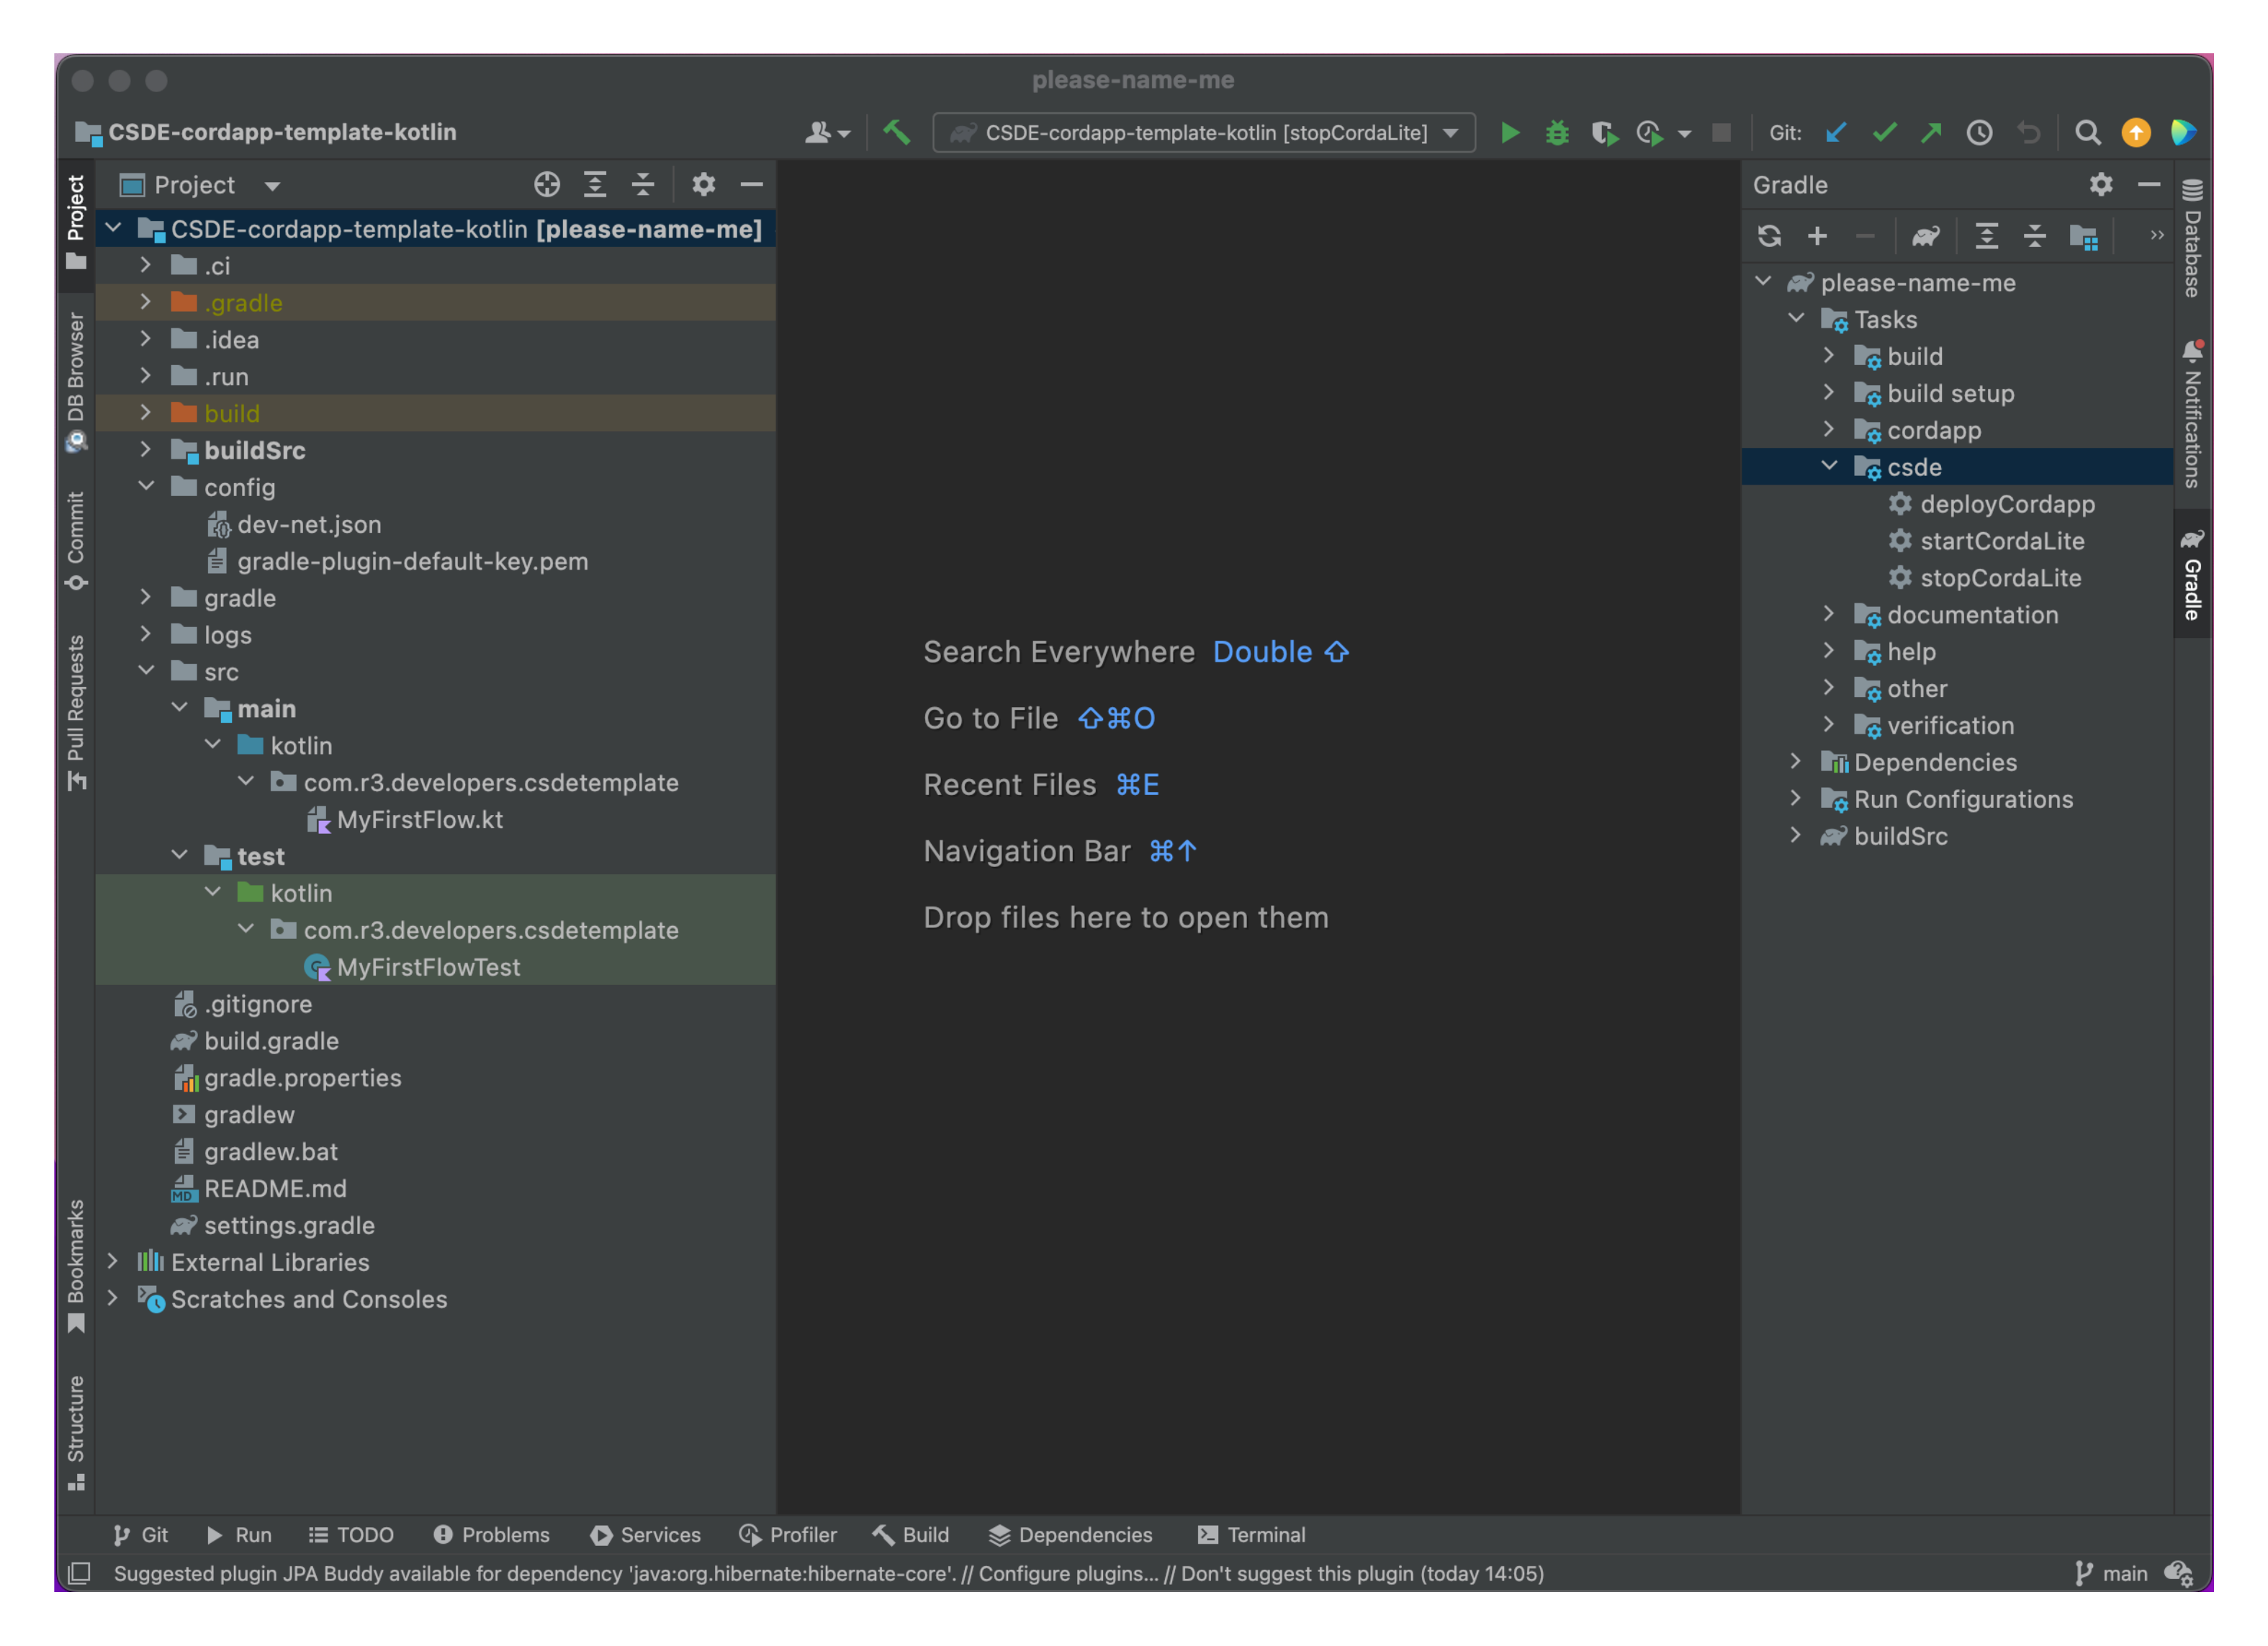 please-name-me
CSDE-cordapp-template-kotlin
CSDE-cordapp-template-kotlin [stopCordaLite]
Git:
Project
DB Browser
Commit
Pull Requests
Bookmarks
Structure
Project
CSDE-cordapp-template-kotlin [please-name-me]
.ci
.gradle
.idea
.run
build
buildSrc
config
dev-net.json
gradle-plugin-default-key.pem
gradle
logs
src
main
kotlin
com.r3.developers.csdetemplate
MyFirstFlow.kt
test
kotlin
com.r3.developers.csdetemplate
MyFirstFlowTest
.gitignore
build.gradle
gradle.properties
gradlew
gradlew.bat
MD README.md
settings.gradle
External Libraries
Scratches and Consoles
Search Everywhere Double ⇧
Go to File ⇧⌘O
Recent Files ⌘E
Navigation Bar ⌘↑
Drop files here to open them
Gradle
please-name-me
Tasks
build
build setup
cordapp
csde
deployCordapp
startCordaLite
stopCordaLite
documentation
help
other
verification
Dependencies
Run Configurations
buildSrc
Database
Notifications
Gradle
Git Run TODO Problems Services Profiler Build Dependencies Terminal
Suggested plugin JPA Buddy available for dependency 'java:org.hibernate:hibernate-core'. // Configure plugins... // Don't suggest this plugin (today 14:05)
main